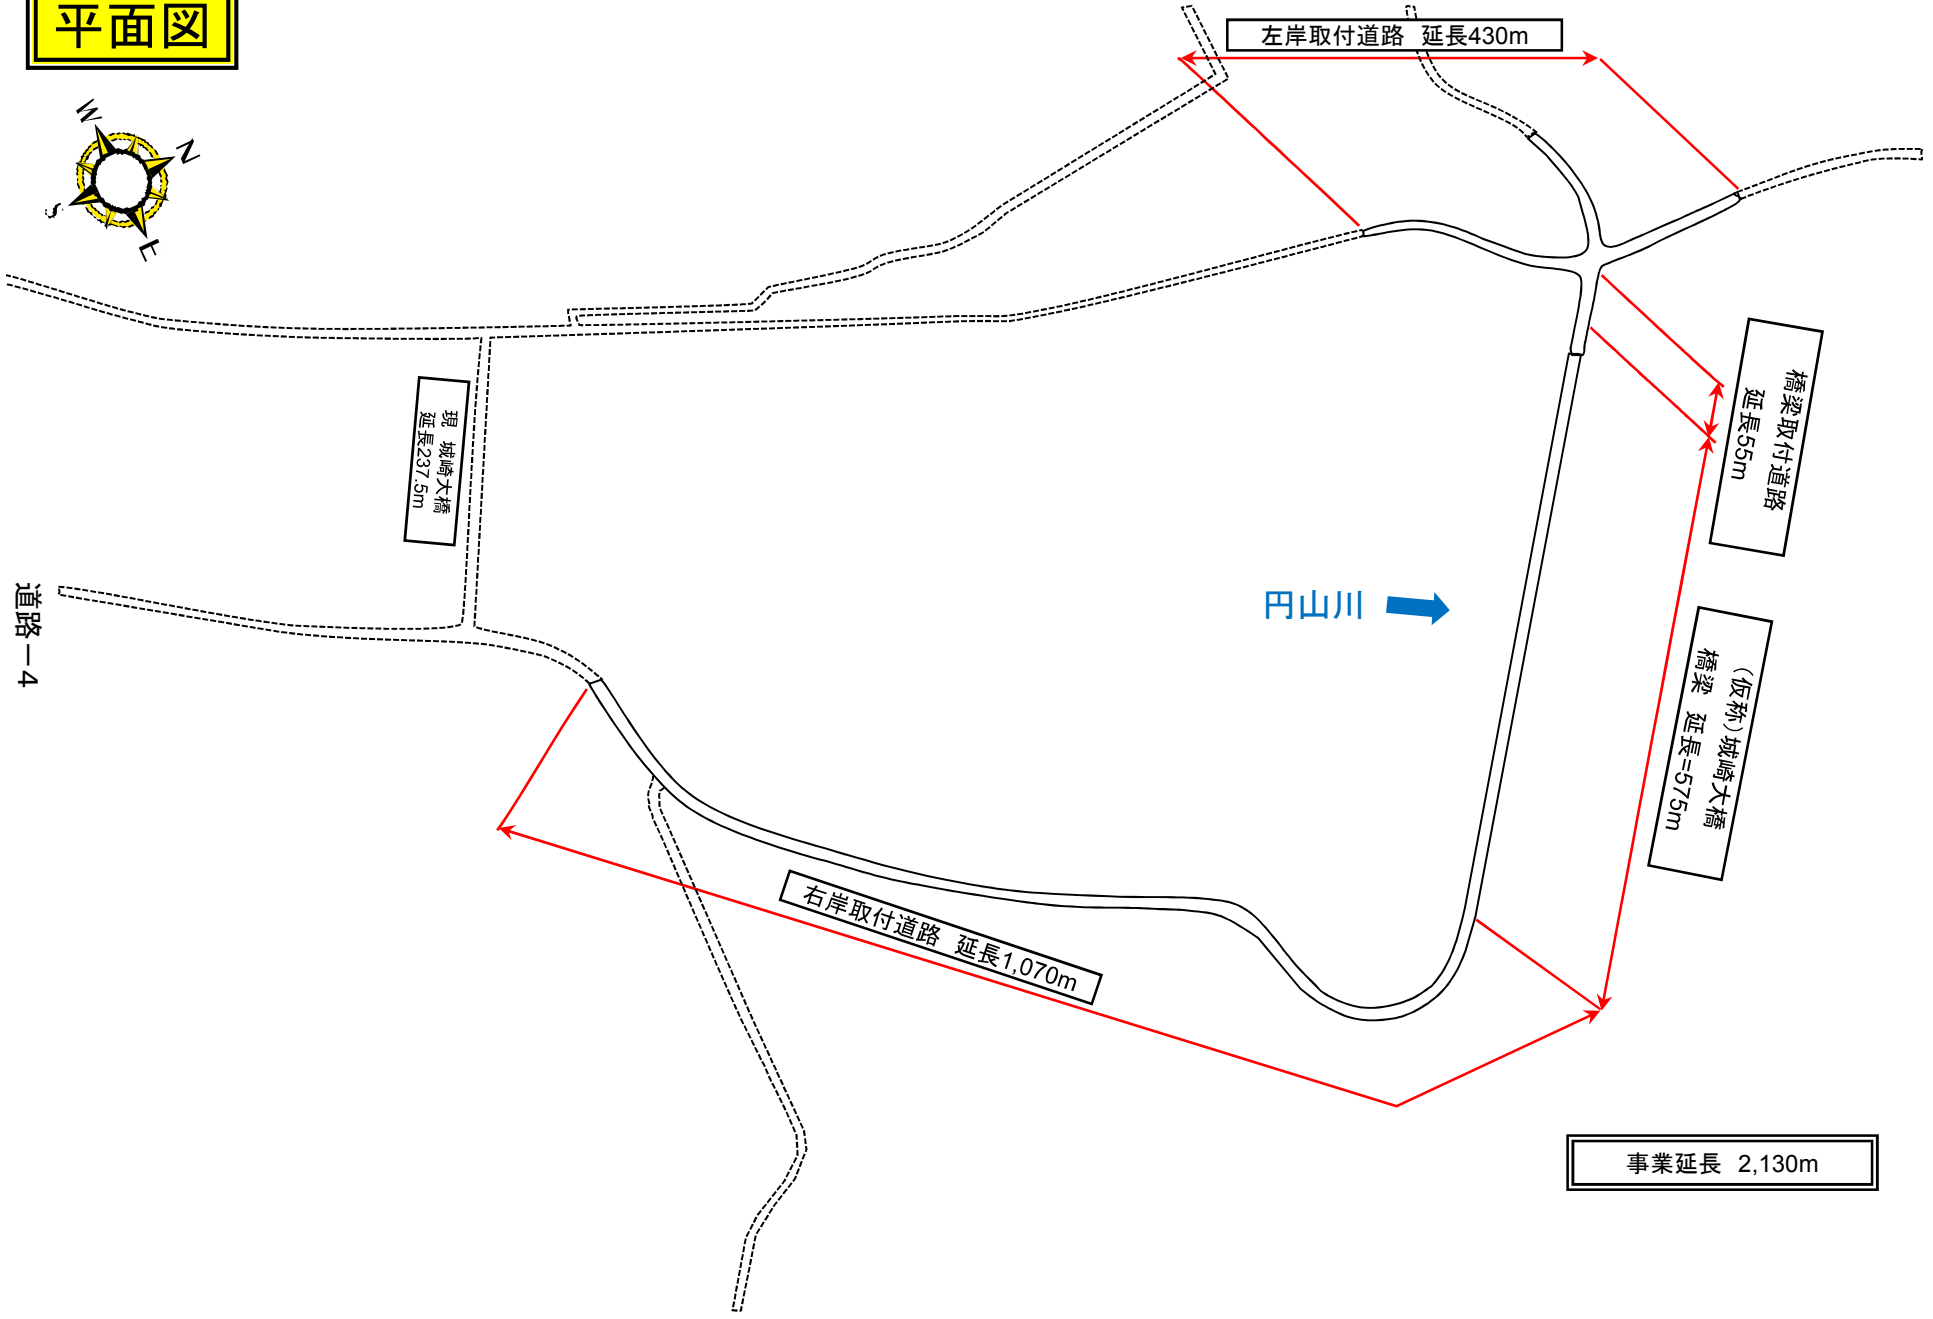 平面図
左岸取付道路 延長430m
W
N
S
E
橋梁取付道路
延長55m
現 城崎大橋
延長237.5m
円山川
道路－4
(仮称)城崎大橋
橋梁 延長=575m
右岸取付道路 延長1,070m
事業延長 2,130m